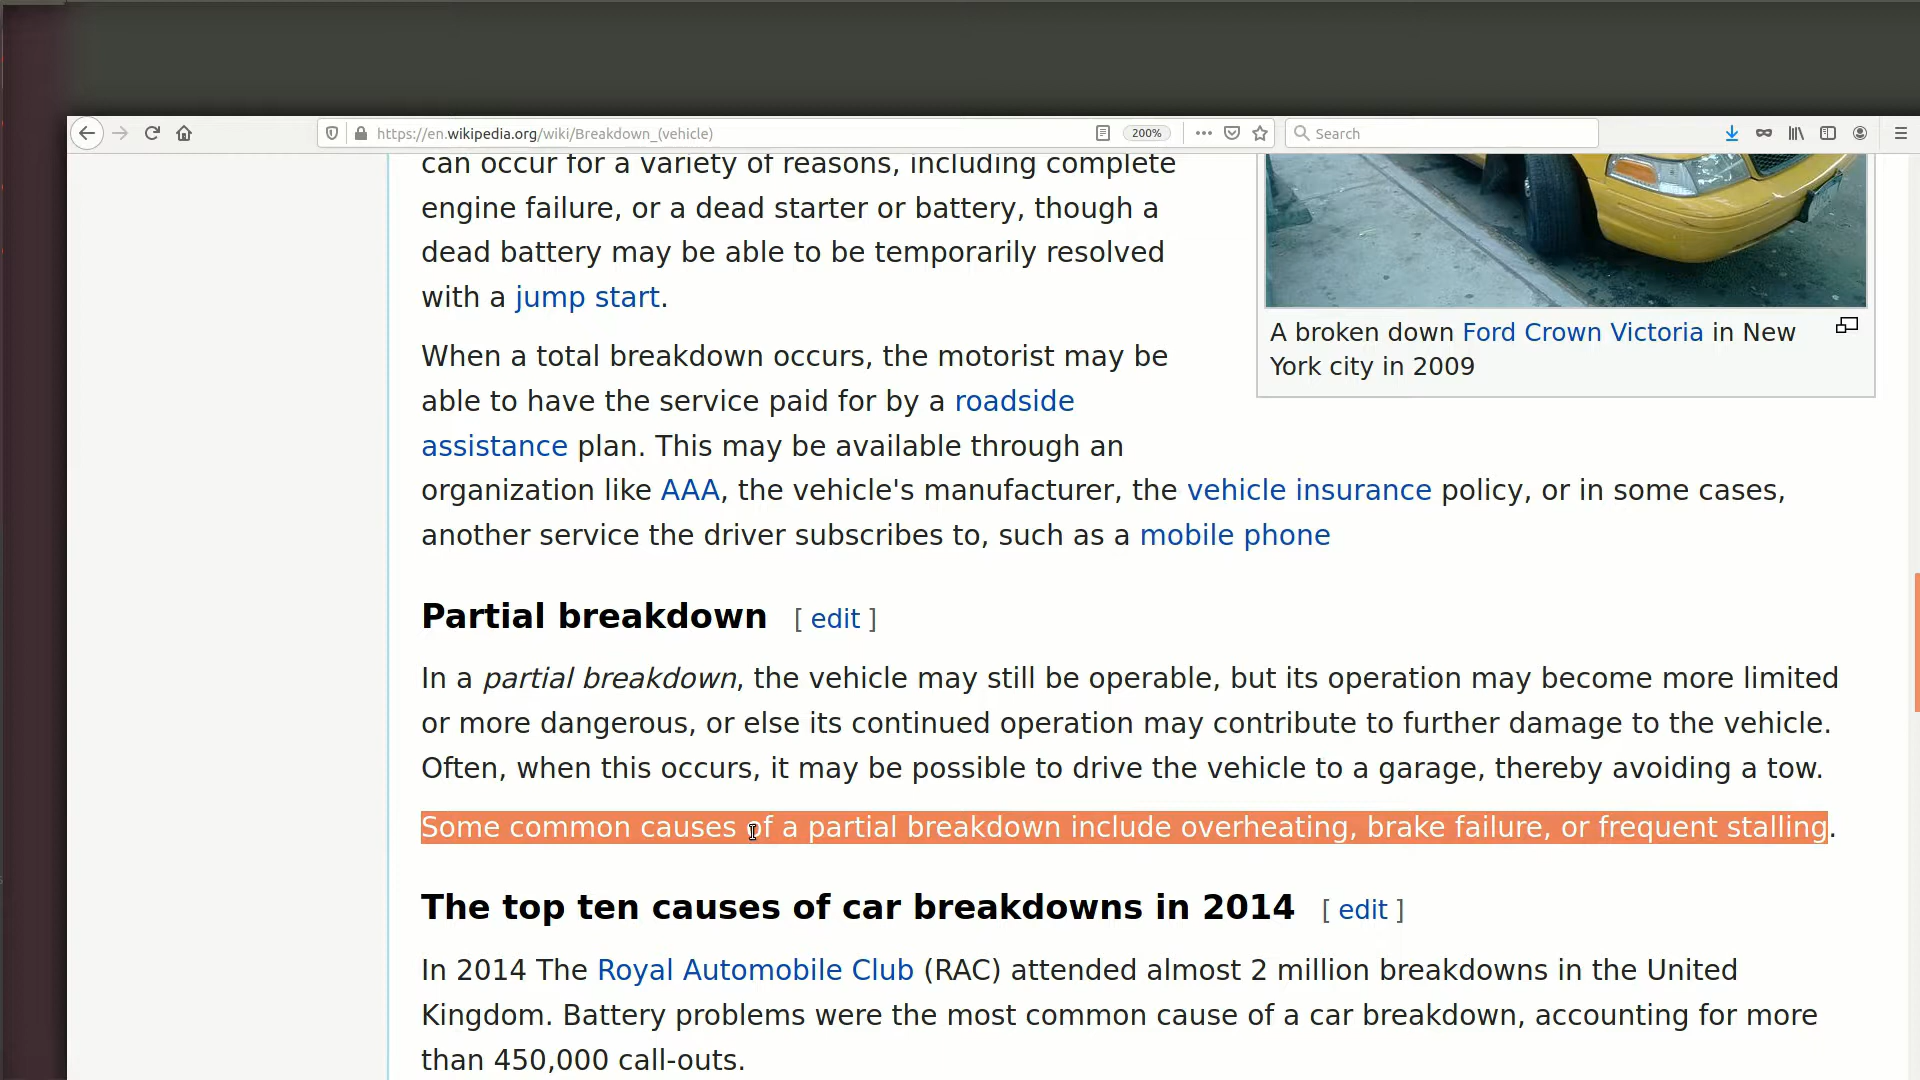 https://en.wikipedia.org/wiki/Breakdown_(vehicle)
200%
Search
can occur for a variety of reasons, including complete
engine failure, or a dead starter or battery, though a
dead battery may be able to be temporarily resolved
with a jump start.
A broken down Ford Crown Victoria in New
York city in 2009
When a total breakdown occurs, the motorist may be
able to have the service paid for by a roadside
assistance plan. This may be available through an
organization like AAA, the vehicle's manufacturer, the vehicle insurance policy, or in some cases,
another service the driver subscribes to, such as a mobile phone
Partial breakdown [ edit ]
In a partial breakdown, the vehicle may still be operable, but its operation may become more limited
or more dangerous, or else its continued operation may contribute to further damage to the vehicle.
Often, when this occurs, it may be possible to drive the vehicle to a garage, thereby avoiding a tow.
Some common causes of a partial breakdown include overheating, brake failure, or frequent stalling.
The top ten causes of car breakdowns in 2014 [ edit ]
In 2014 The Royal Automobile Club (RAC) attended almost 2 million breakdowns in the United
Kingdom. Battery problems were the most common cause of a car breakdown, accounting for more
than 450,000 call-outs.